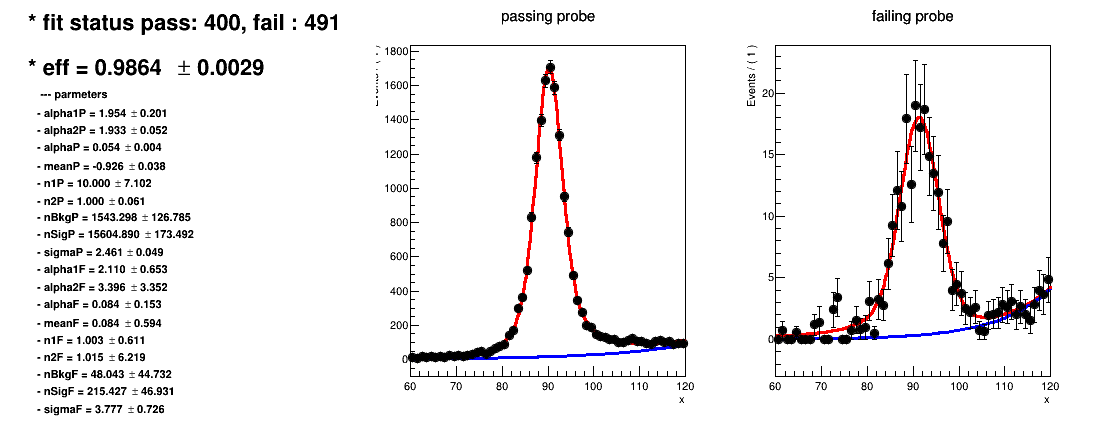 * fit status pass: 400, fail : 491
* eff = 0.9864 ± 0.0029
--- parmeters
- alpha1P = 1.954 ± 0.201
- alpha2P = 1.933 ± 0.052
- alphaP = 0.054 ± 0.004
- meanP = -0.926 ± 0.038
- n1P = 10.000 ± 7.102
- n2P = 1.000 ± 0.061
- nBkgP = 1543.298 ± 126.785
- nSigP = 15604.890 ± 173.492
- sigmaP = 2.461 ± 0.049
- alpha1F = 2.110 ± 0.653
- alpha2F = 3.396 ± 3.352
- alphaF = 0.084 ± 0.153
- meanF = 0.084 ± 0.594
- n1F = 1.003 ± 0.611
- n2F = 1.015 ± 6.219
- nBkgF = 48.043 ± 44.732
- nSigF = 215.427 ± 46.931
- sigmaF = 3.777 ± 0.726
passing probe
1800
1600
1400
1200
1000
800
600
400
200
0
60 70 80 90 100 110 120
x
failing probe
Events / ( 1 )
20
15
10
5
0
60 70 80 90 100 110 120
x